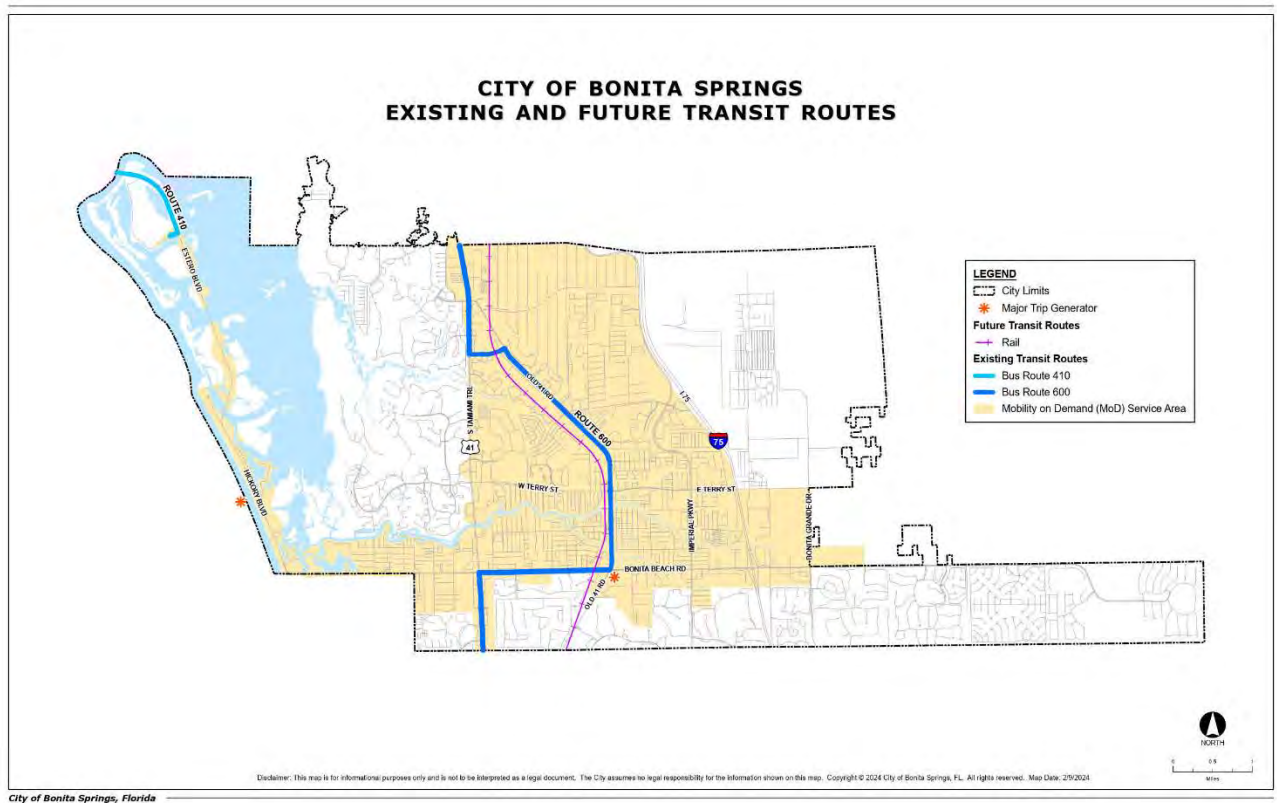 CITY OF BONITA SPRINGS
EXISTING AND FUTURE TRANSIT ROUTES
ROUTE 410
ESTERO BLVD
HICKORY BLVD
S TAMIAMI TRL
41
OLD 41 RD
ROUTE 600
I-75
75
W TERRY ST
E TERRY ST
IMPERIAL PKWY
BONITA GRANDE DR
BONITA BEACH RD
OLD 41 RD
LEGEND
City Limits
Major Trip Generator
Future Transit Routes
Rail
Existing Transit Routes
Bus Route 410
Bus Route 600
Mobility on Demand (MoD) Service Area
NORTH
0 0.5 1
Miles
Disclaimer: This map is for informational purposes only and is not to be interpreted as a legal document. The City assumes no legal responsibility for the information shown on this map. Copyright © 2024 City of Bonita Springs, FL. All rights reserved. Map Date: 2/9/2024
City of Bonita Springs, Florida